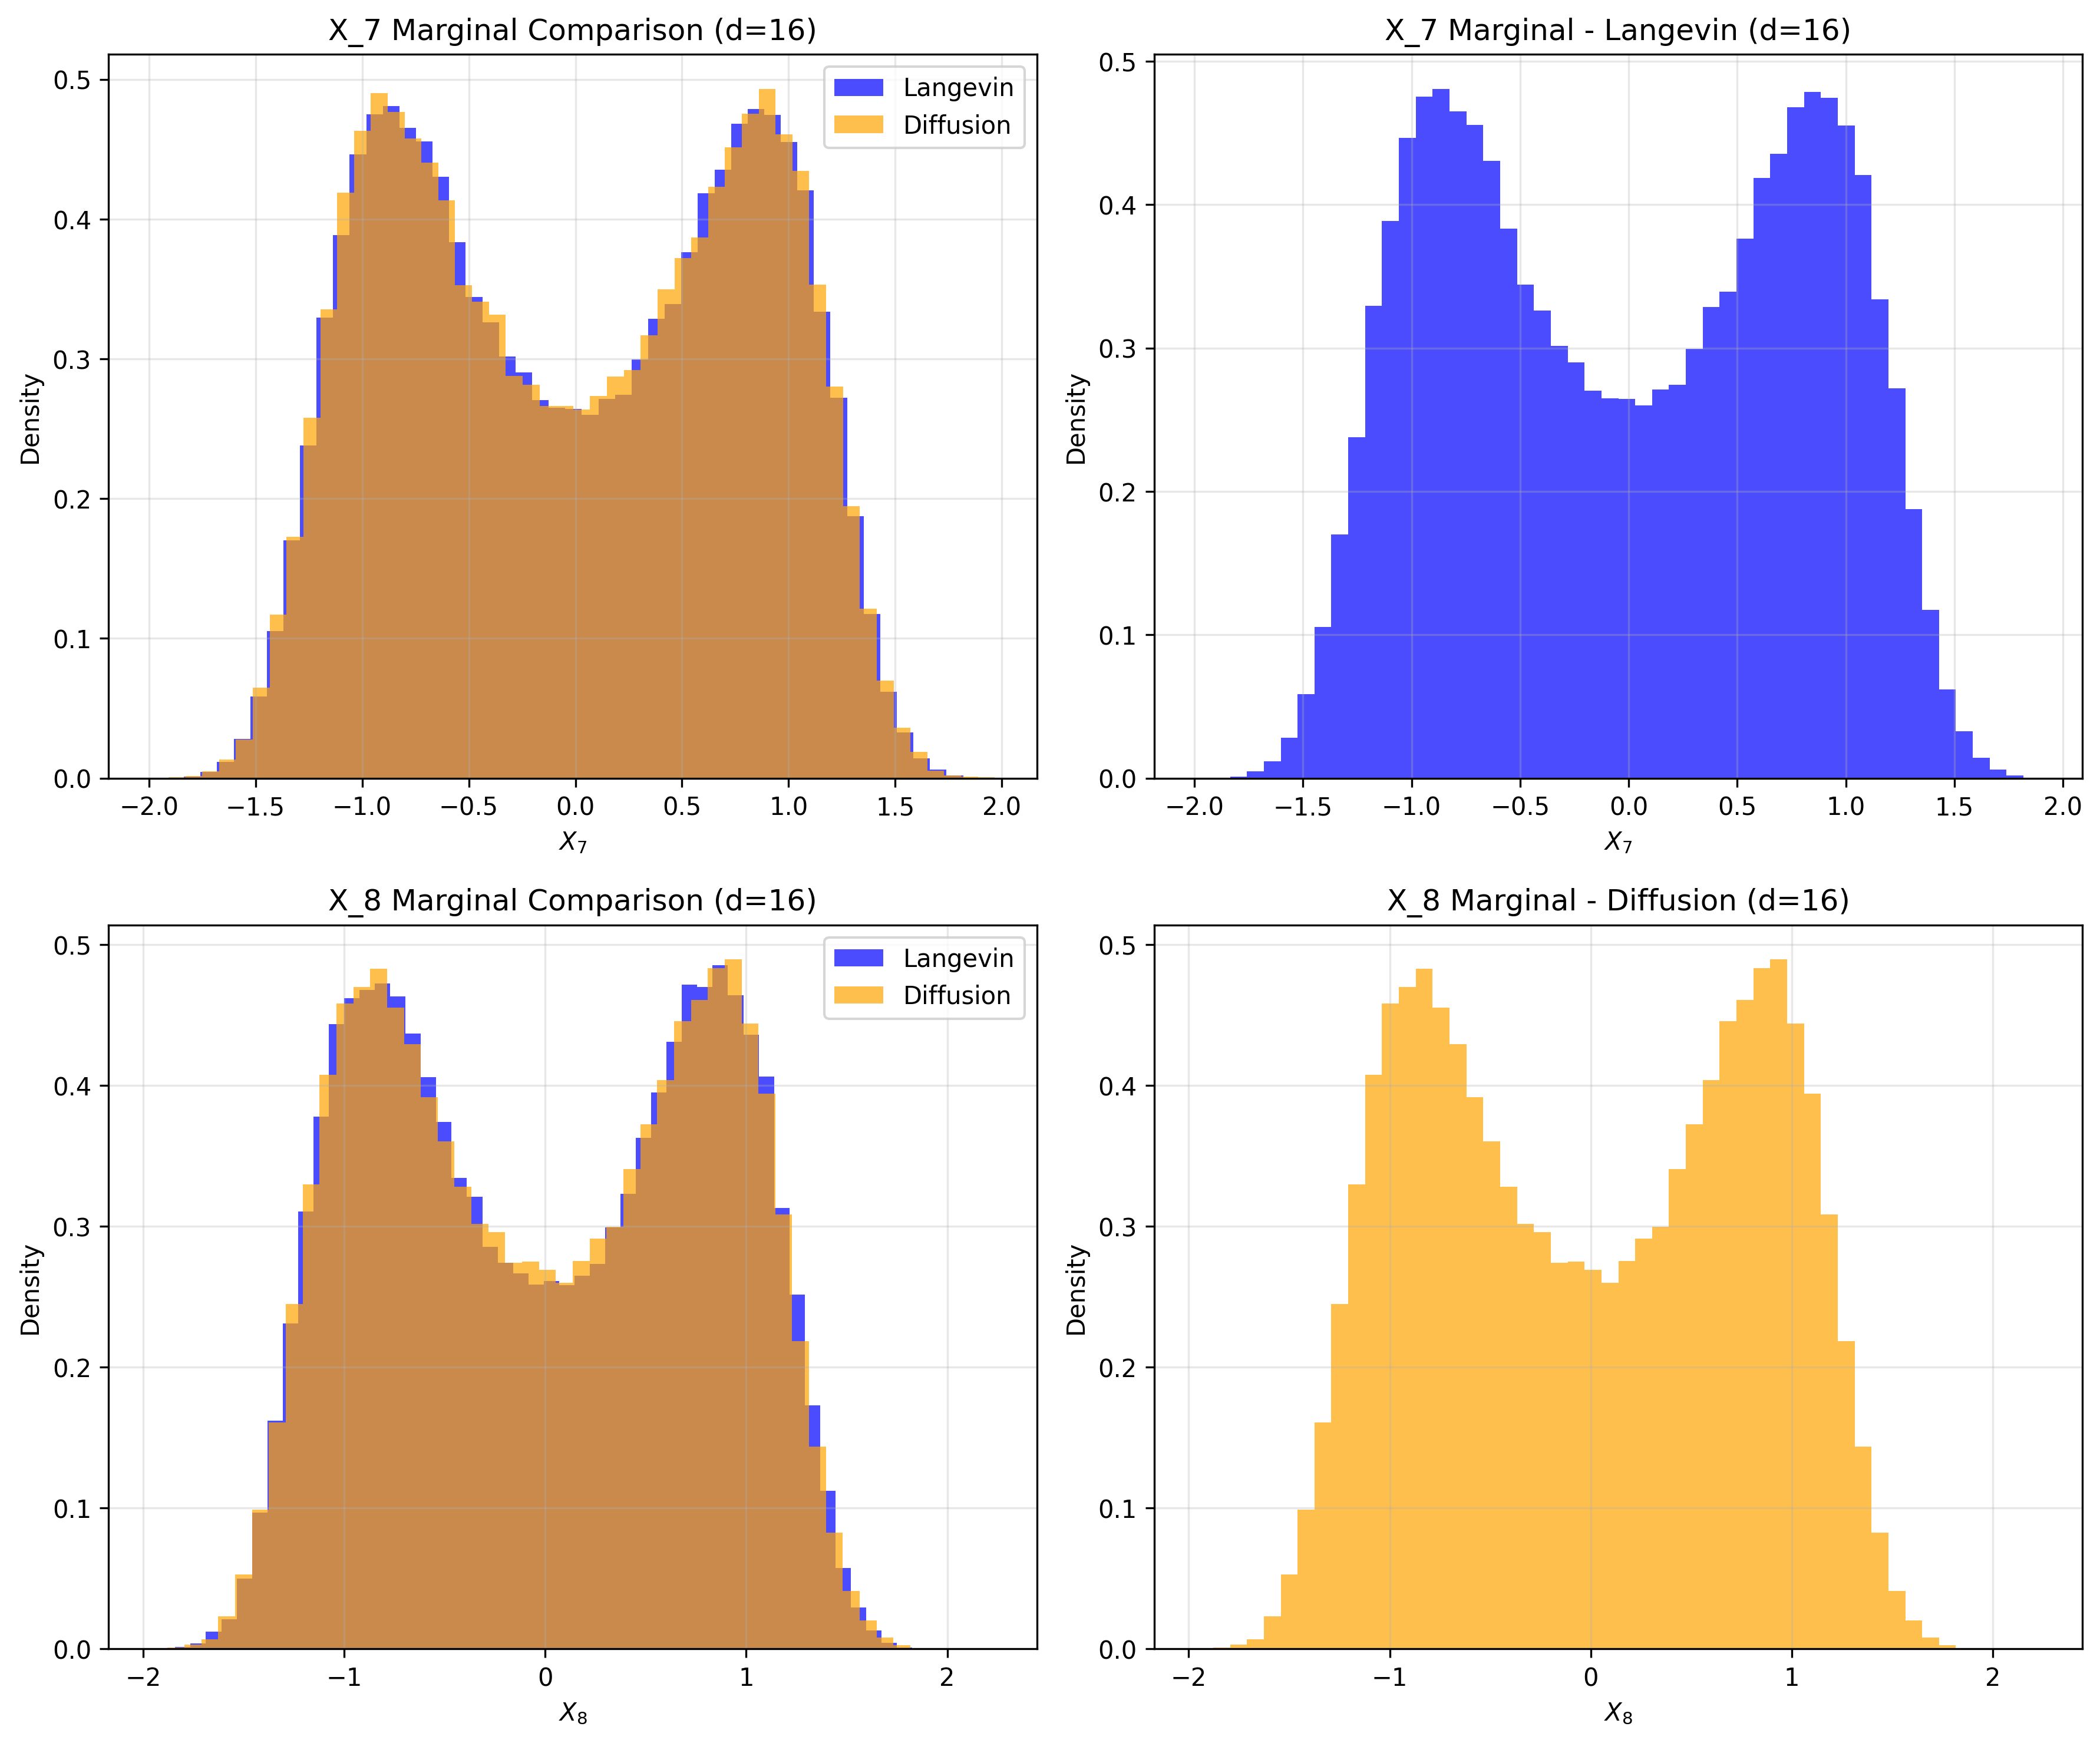 X_7 Marginal Comparison (d=16)
Density
0.5
0.4
0.3
0.2
0.1
0.0
Langevin
Diffusion
−2.0 −1.5 −1.0 −0.5 0.0 0.5 1.0 1.5 2.0
X7
X_7 Marginal - Langevin (d=16)
Density
0.5
0.4
0.3
0.2
0.1
0.0
−2.0 −1.5 −1.0 −0.5 0.0 0.5 1.0 1.5 2.0
X7
X_8 Marginal Comparison (d=16)
Density
0.5
0.4
0.3
0.2
0.1
0.0
Langevin
Diffusion
−2 −1 0 1 2
X8
X_8 Marginal - Diffusion (d=16)
Density
0.5
0.4
0.3
0.2
0.1
0.0
−2 −1 0 1 2
X8